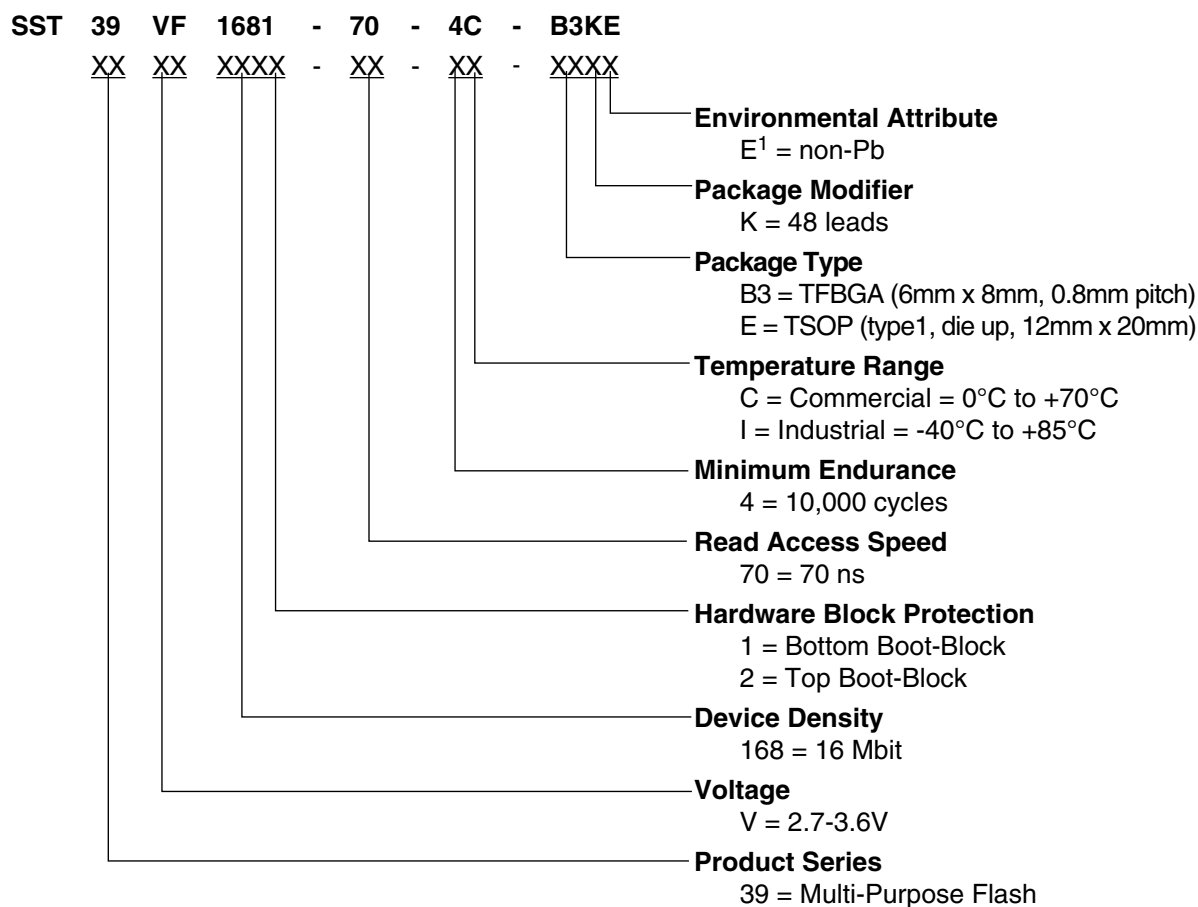 SST 39 VF 1681 - 70 - 4C - B3KE
XX XX XXXX - XX - XX - XXXX
Environmental Attribute
E¹ = non-Pb
Package Modifier
K = 48 leads
Package Type
B3 = TFBGA (6mm x 8mm, 0.8mm pitch)
E = TSOP (type1, die up, 12mm x 20mm)
Temperature Range
C = Commercial = 0°C to +70°C
I = Industrial = -40°C to +85°C
Minimum Endurance
4 = 10,000 cycles
Read Access Speed
70 = 70 ns
Hardware Block Protection
1 = Bottom Boot-Block
2 = Top Boot-Block
Device Density
168 = 16 Mbit
Voltage
V = 2.7-3.6V
Product Series
39 = Multi-Purpose Flash